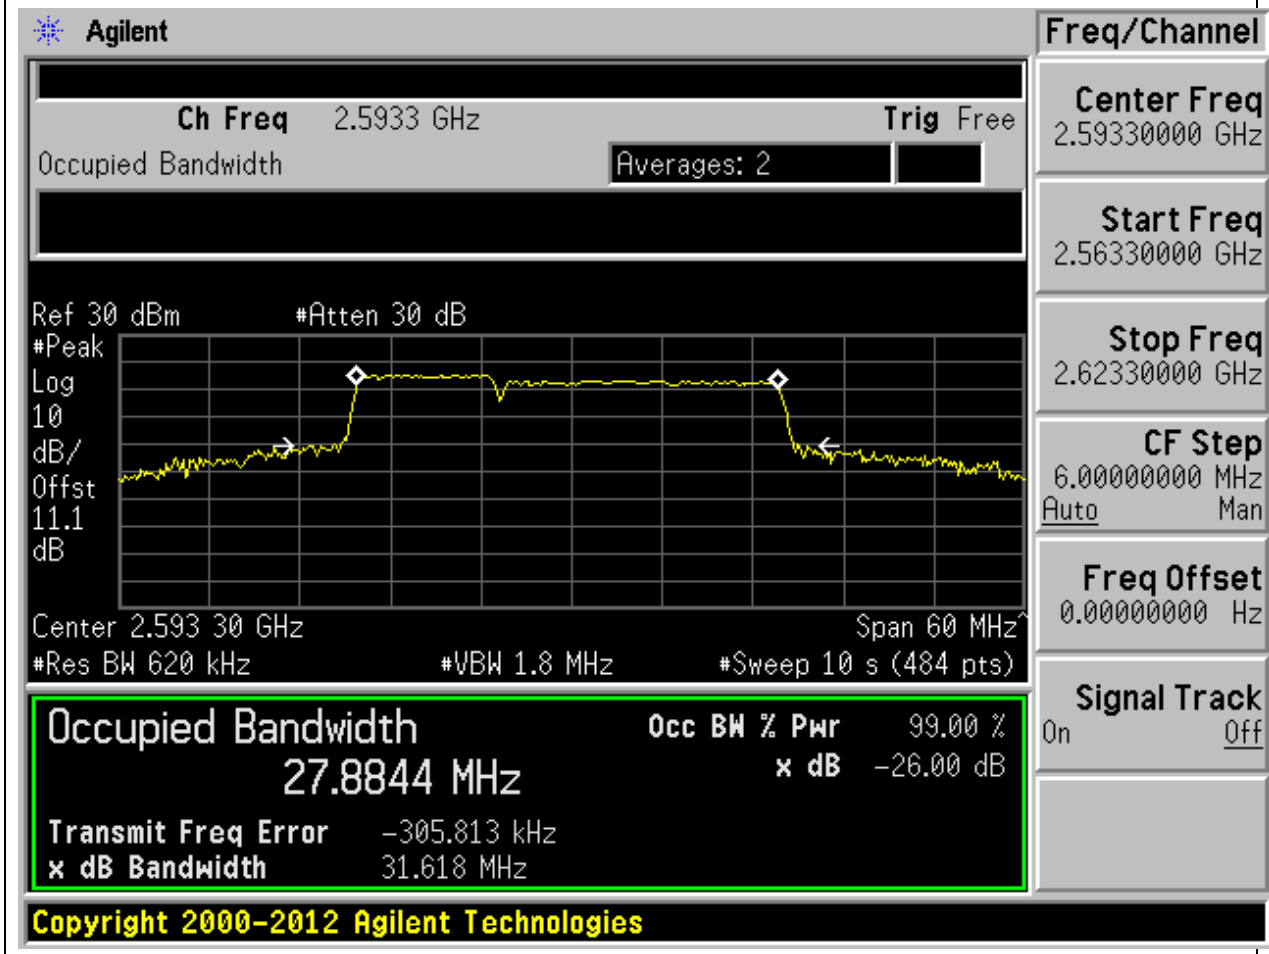 Agilent
Freq/Channel
Ch Freq 2.5933 GHz Trig Free
Occupied Bandwidth Averages: 2
Ref 30 dBm #Atten 30 dB
#Peak
Log
10
dB/
Offst
11.1
dB
Center 2.593 30 GHz Span 60 MHz^
#Res BW 620 kHz #VBW 1.8 MHz #Sweep 10 s (484 pts)
Occupied Bandwidth Occ BW % Pwr 99.00 %
27.8844 MHz x dB -26.00 dB
Transmit Freq Error -305.813 kHz
x dB Bandwidth 31.618 MHz
Copyright 2000-2012 Agilent Technologies
Center Freq
2.59330000 GHz
Start Freq
2.56330000 GHz
Stop Freq
2.62330000 GHz
CF Step
6.00000000 MHz
Auto Man
Freq Offset
0.00000000 Hz
Signal Track
On Off